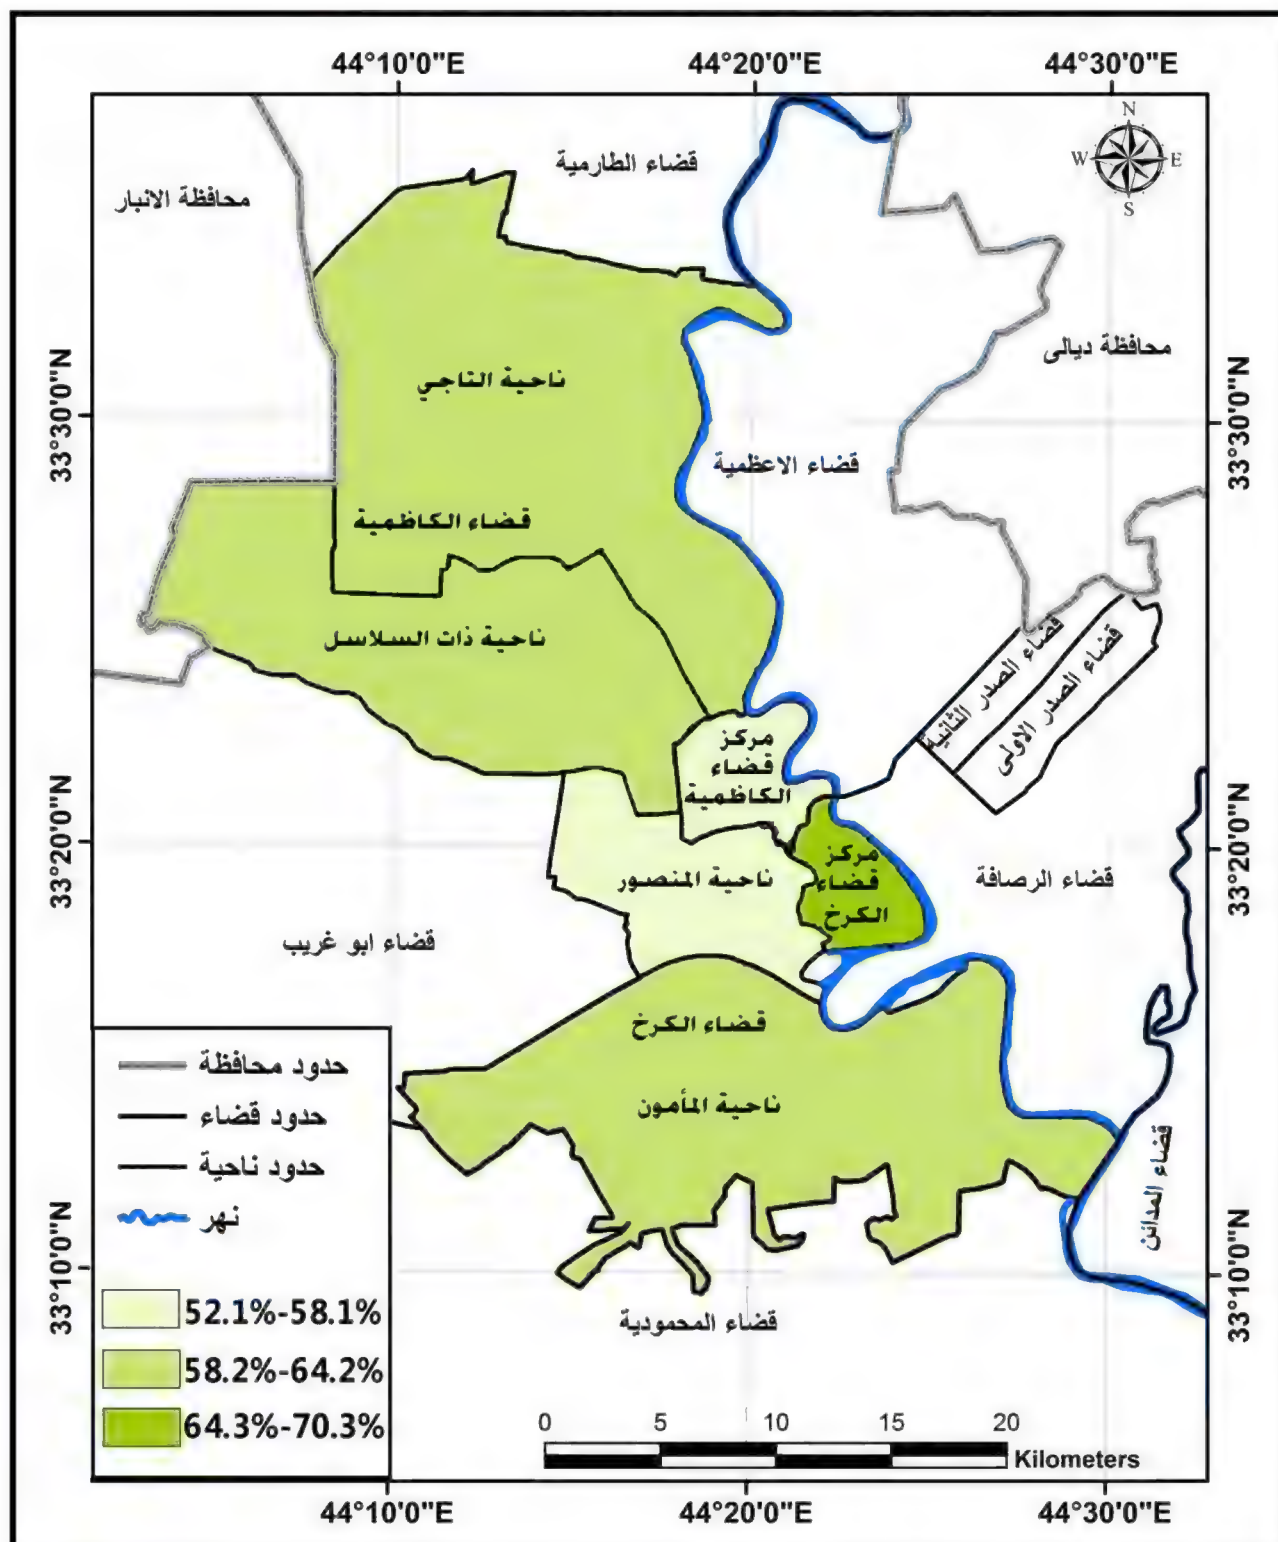 44°10'0"E
44°20'0"E
44°30'0"E
N
W
E
S
قضاء الطارمية
محافظة الانبار
محافظة ديالى
ناحية التاجي
33°30'0"N
33°30'0"N
قضاء الاعظمية
قضاء الكاظمية
ناحية ذات السلاسل
قضاء الصدر الثانية
قضاء الصدر الاولى
مركز
قضاء
الكاظمية
33°20'0"N
33°20'0"N
مركز
قضاء
الكرخ
ناحية المنصور
قضاء الرصافة
قضاء ابو غريب
قضاء الكرخ
ناحية المأمون
قضاء المدائن
حدود محافظة
حدود قضاء
حدود ناحية
نهر
33°10'0"N
33°10'0"N
52.1%-58.1%
58.2%-64.2%
64.3%-70.3%
قضاء المحمودية
0
5
10
15
20
Kilometers
44°10'0"E
44°20'0"E
44°30'0"E